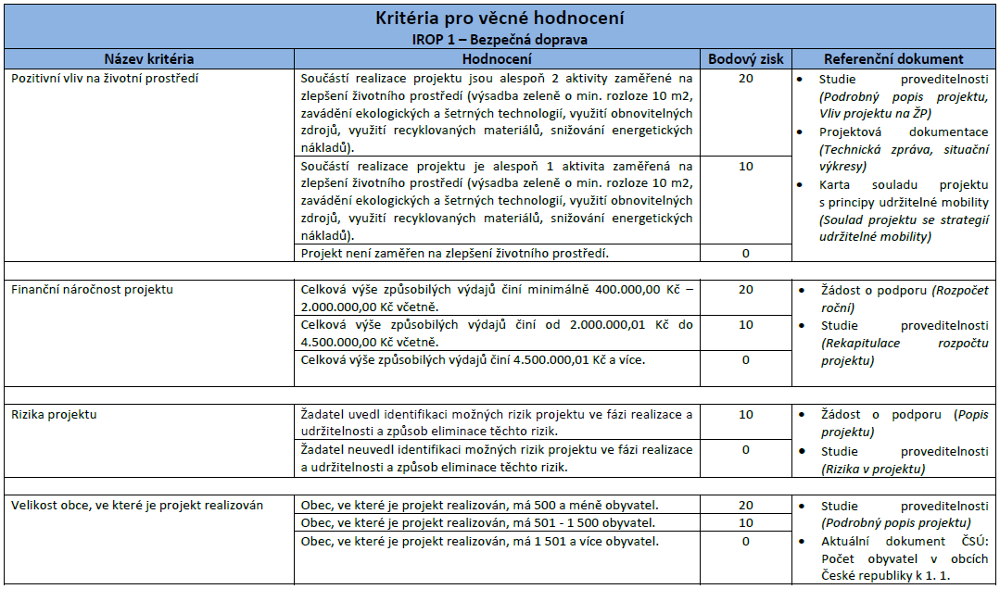 Kritéria pro věcné hodnocení
IROP 1 – Bezpečná doprava
Název kritéria
Hodnocení
Bodový zisk
Referenční dokument
Pozitivní vliv na životní prostředí
Součástí realizace projektu jsou alespoň 2 aktivity zaměřené na
zlepšení životního prostředí (výsadba zeleně o min. rozloze 10 m2,
zavádění ekologických a šetrných technologií, využití obnovitelných
zdrojů, využití recyklovaných materiálů, snižování energetických
nákladů).
20
Součástí realizace projektu je alespoň 1 aktivita zaměřená na
zlepšení životního prostředí (výsadba zeleně o min. rozloze 10 m2,
zavádění ekologických a šetrných technologií, využití obnovitelných
zdrojů, využití recyklovaných materiálů, snižování energetických
nákladů).
10
Projekt není zaměřen na zlepšení životního prostředí.
0
• Studie proveditelnosti
(Podrobný popis projektu,
Vliv projektu na ŽP)
• Projektová dokumentace
(Technická zpráva, situační
výkresy)
• Karta souladu projektu
s principy udržitelné mobility
(Soulad projektu se strategií
udržitelné mobility)
Finanční náročnost projektu
Celková výše způsobilých výdajů činí minimálně 400.000,00 Kč –
2.000.000,00 Kč včetně.
20
Celková výše způsobilých výdajů činí od 2.000.000,01 Kč do
4.500.000,00 Kč včetně.
10
Celková výše způsobilých výdajů činí 4.500.000,01 Kč a více.
0
• Žádost o podporu (Rozpočet
roční)
• Studie proveditelnosti
(Rekapitulace rozpočtu
projektu)
Rizika projektu
Žadatel uvedl identifikaci možných rizik projektu ve fázi realizace a
udržitelnosti a způsob eliminace těchto rizik.
10
Žadatel neuvedl identifikaci možných rizik projektu ve fázi realizace
a udržitelnosti a způsob eliminace těchto rizik.
0
• Žádost o podporu (Popis
projektu)
• Studie proveditelnosti
(Rizika v projektu)
Velikost obce, ve které je projekt realizován
Obec, ve které je projekt realizován, má 500 a méně obyvatel.
20
Obec, ve které je projekt realizován, má 501 - 1 500 obyvatel.
10
Obec, ve které je projekt realizován, má 1 501 a více obyvatel.
0
• Studie proveditelnosti
(Podrobný popis projektu)
• Aktuální dokument ČSÚ:
Počet obyvatel v obcích
České republiky k 1. 1.